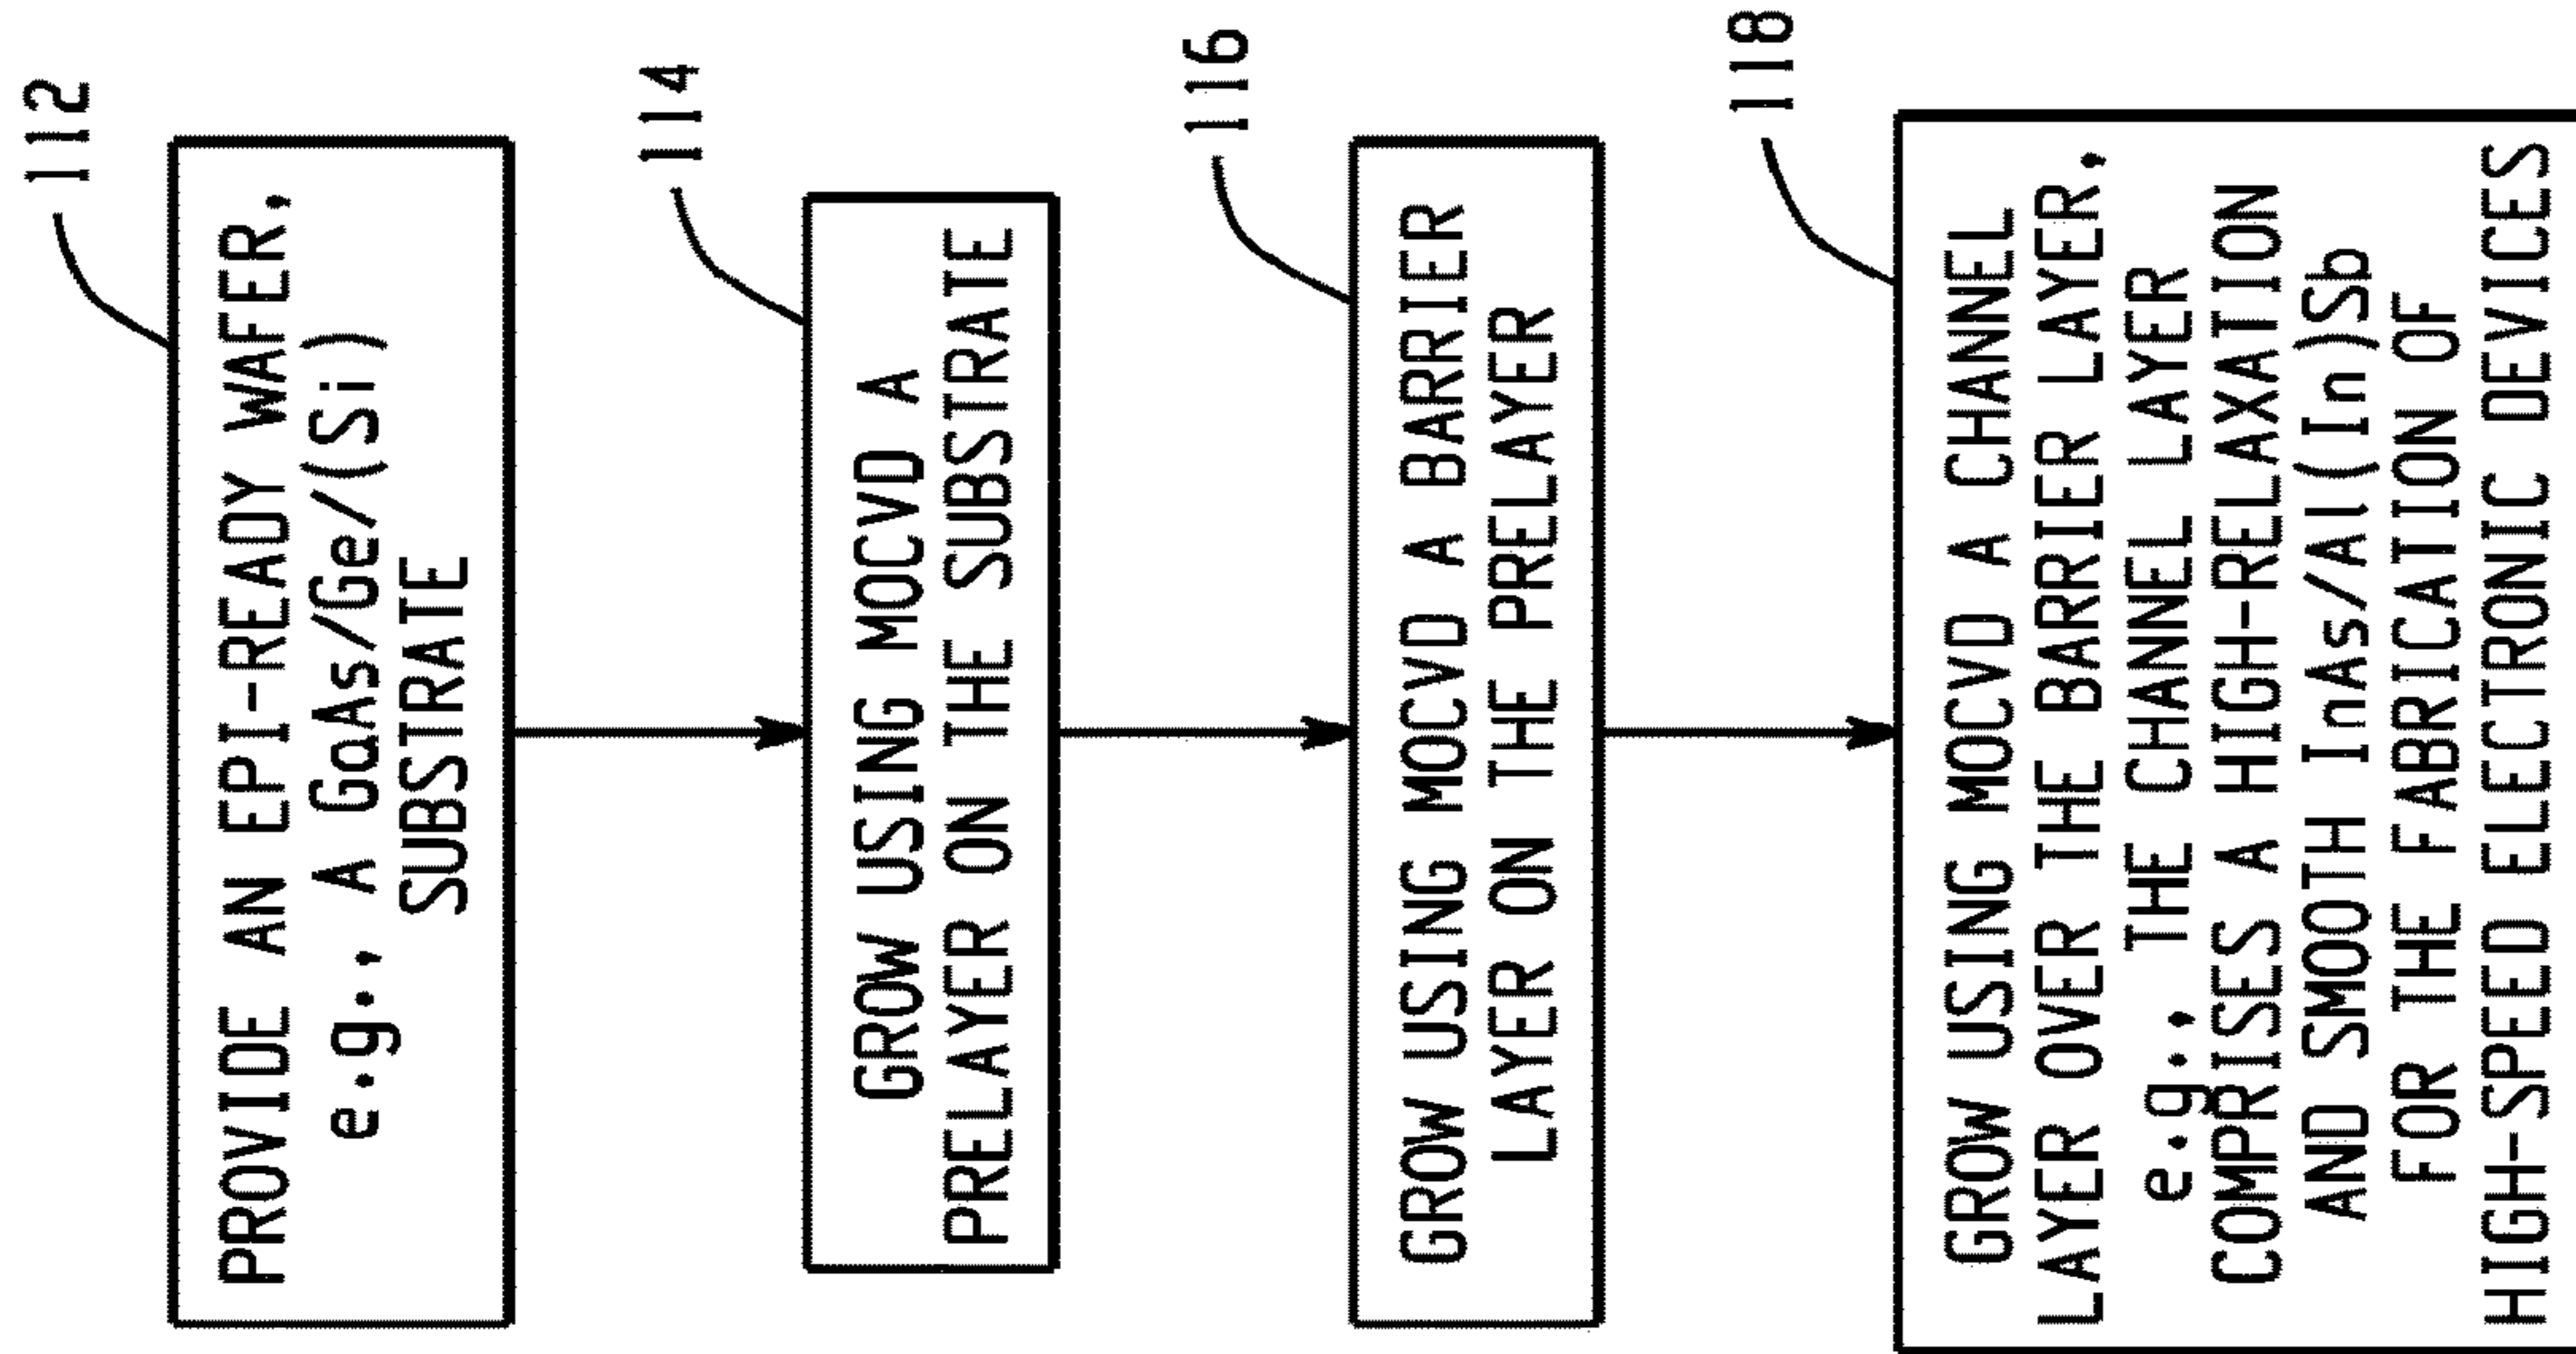 112
PROVIDE AN EPI-READY WAFER,
e.g., A GaAs/Ge/(Si)
SUBSTRATE
114
GROW USING MOCVD A
PRELAYER ON THE SUBSTRATE
116
GROW USING MOCVD A BARRIER
LAYER ON THE PRELAYER
118
GROW USING MOCVD A CHANNEL
LAYER OVER THE BARRIER LAYER,
e.g., THE CHANNEL LAYER
COMPRISES A HIGH-RELAXATION
AND SMOOTH InAs/Al(In)Sb
FOR THE FABRICATION OF
HIGH-SPEED ELECTRONIC DEVICES